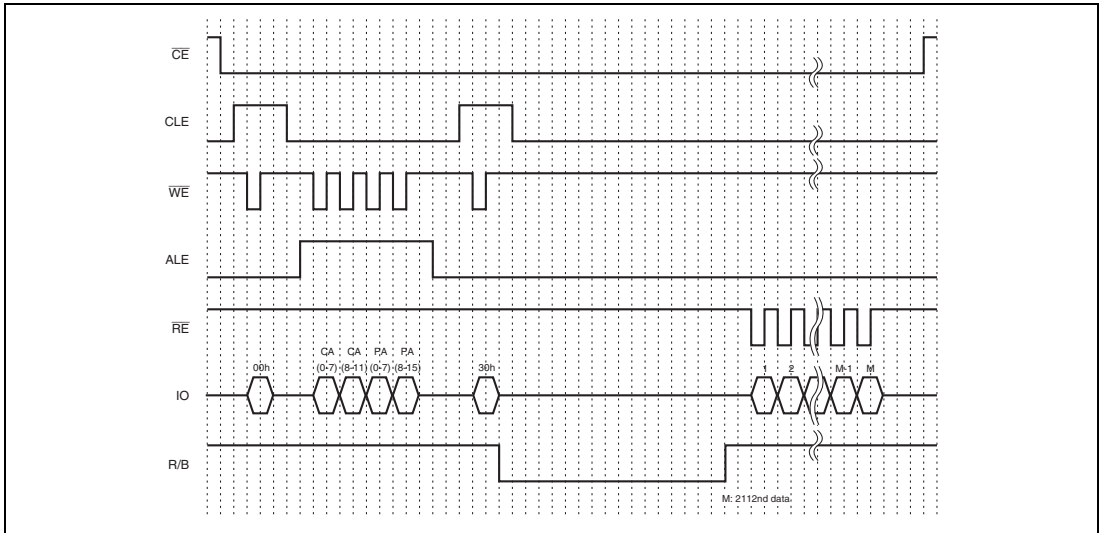 CE
CLE
WE
ALE
RE
CA CA PA PA
00h (0-7) (8-11) (0-7) (8-15) 30h 1 2 M-1 M
IO
R/B
M: 2112nd data